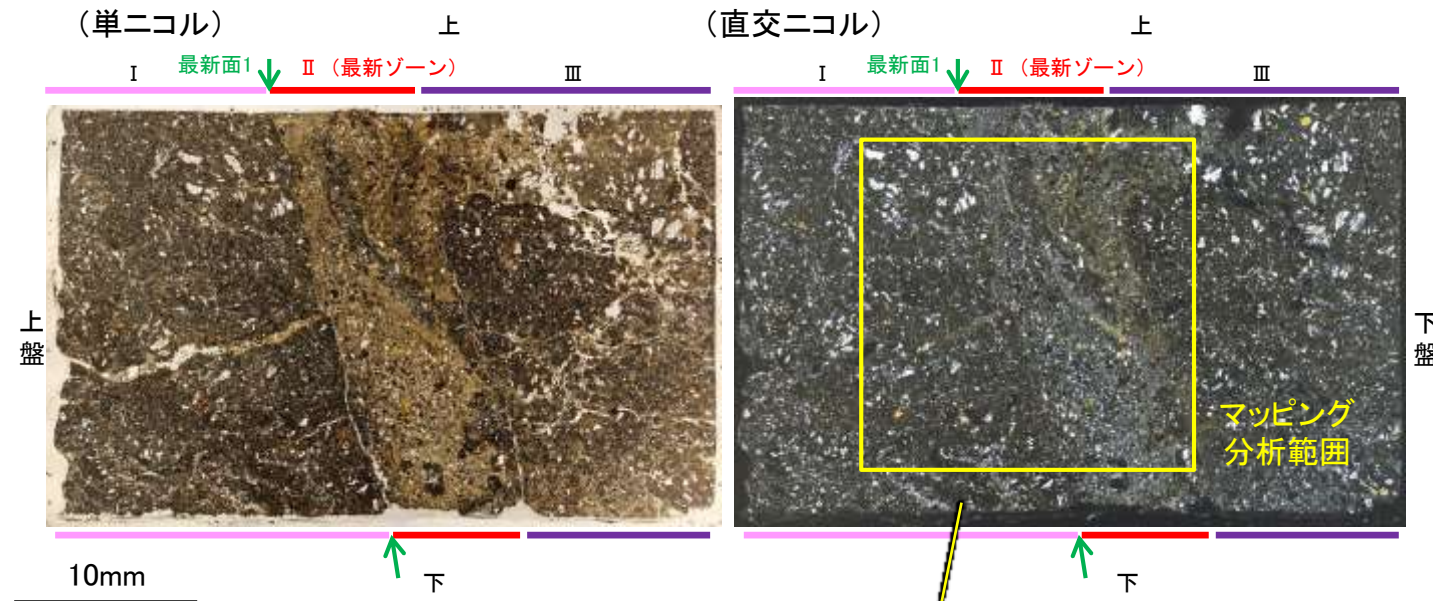 （単ニコル）
上
Ⅰ
最新面1
Ⅱ（最新ゾーン）
Ⅲ
上盤
10mm
下
（直交ニコル）
上
Ⅰ
最新面1
Ⅱ（最新ゾーン）
Ⅲ
マッピング
分析範囲
下盤
下